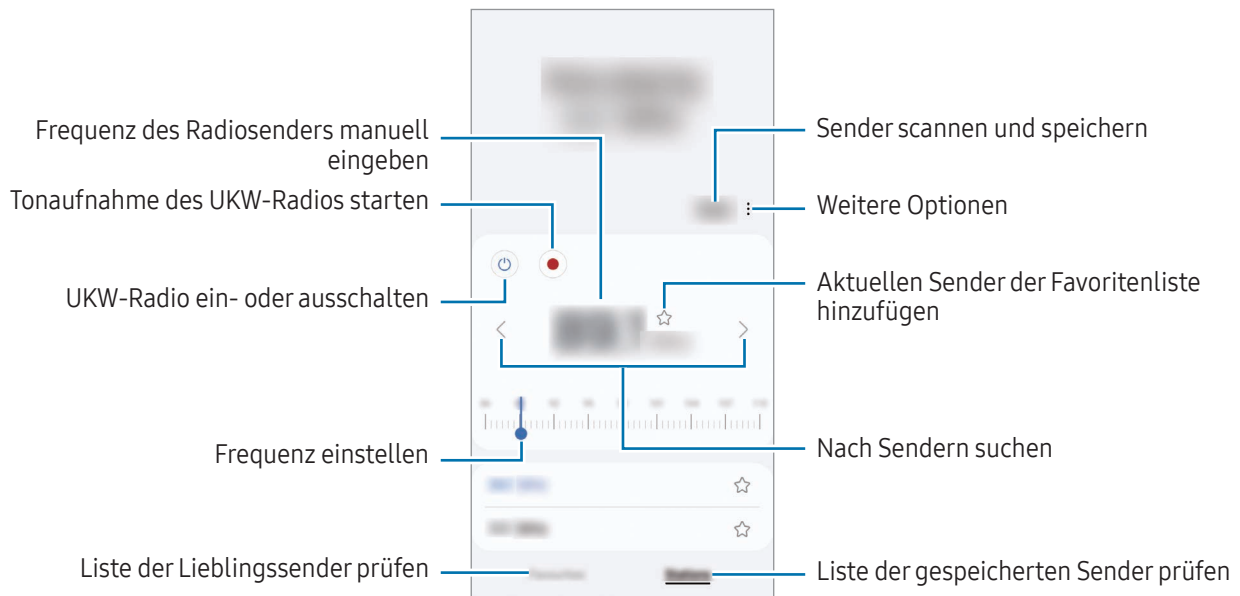 Frequenz des Radiosenders manuell
eingeben
Tonaufnahme des UKW-Radios starten
UKW-Radio ein- oder ausschalten
Frequenz einstellen
Liste der Lieblingssender prüfen
Sender scannen und speichern
Weitere Optionen
Aktuellen Sender der Favoritenliste
hinzufügen
Nach Sendern suchen
Liste der gespeicherten Sender prüfen